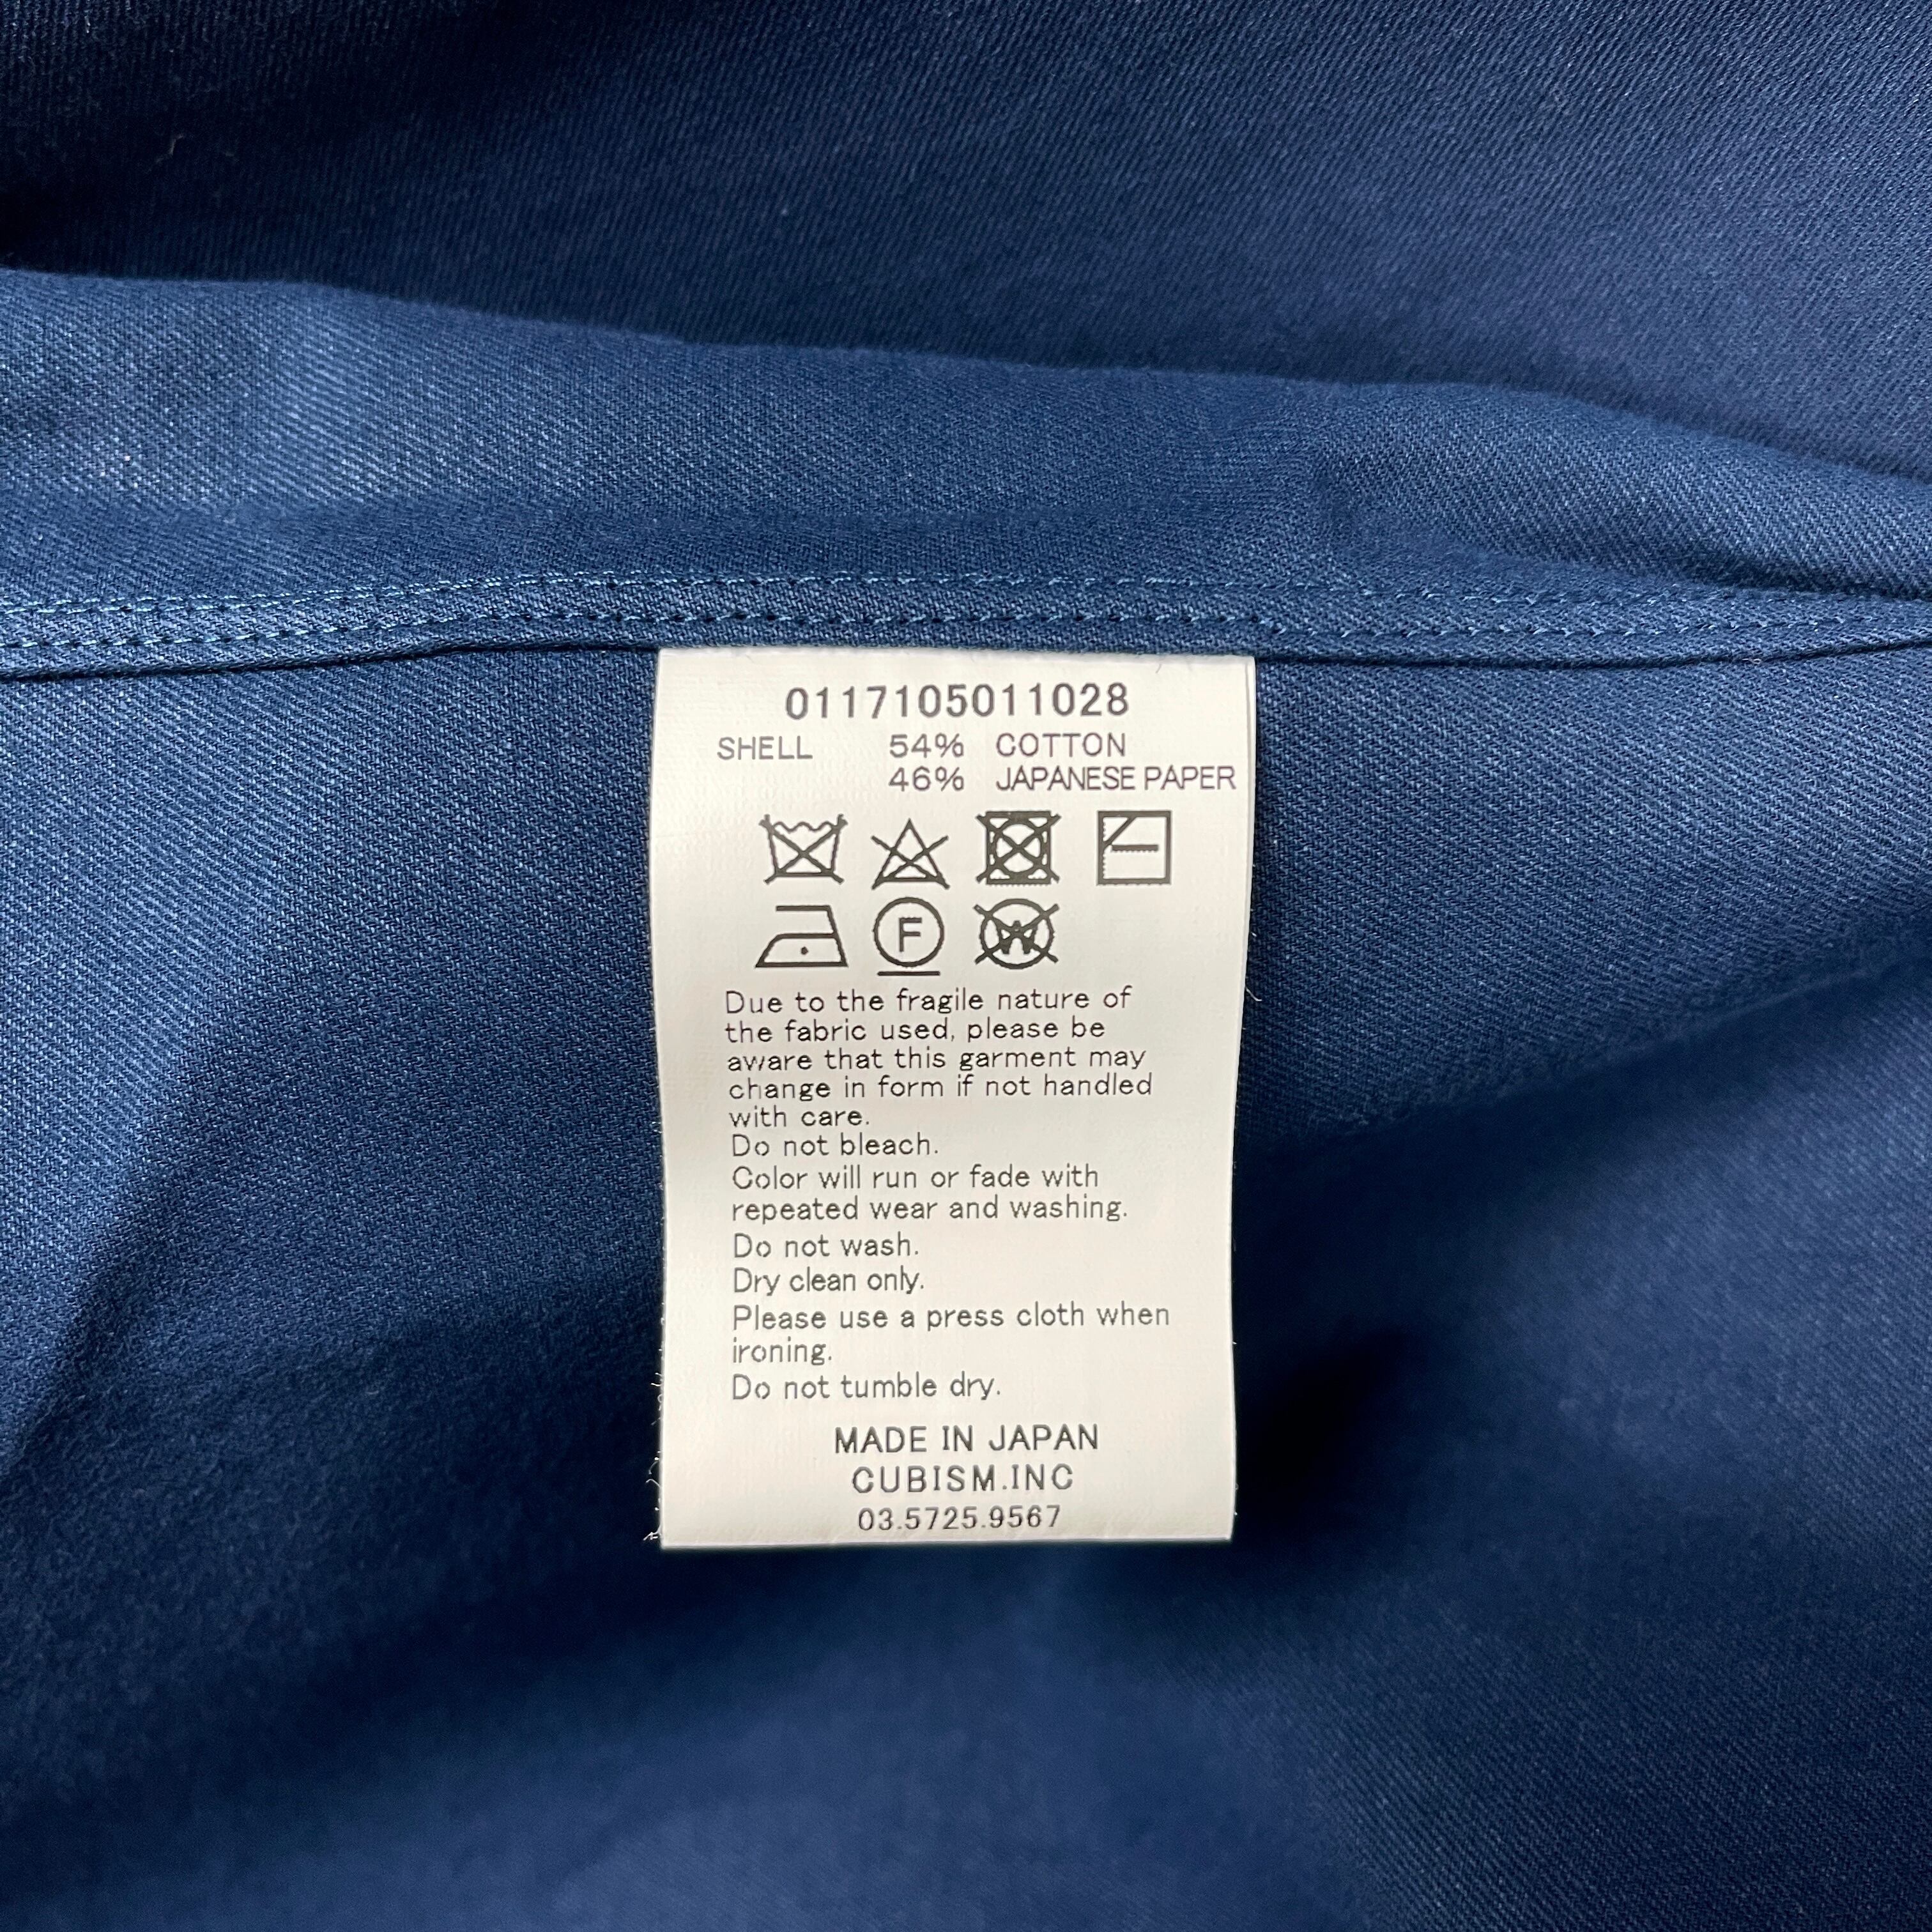 0117105011028
SHELL 54% COTTON
46% JAPANESE PAPER
F
W
Due to the fragile nature of
the fabric used, please be
aware that this garment may
change in form if not handled
with care.
Do not bleach.
Color will run or fade with
repeated wear and washing.
Do not wash.
Dry clean only.
Please use a press cloth when
ironing.
Do not tumble dry.
MADE IN JAPAN
CUBISM.INC
03.5725.9567